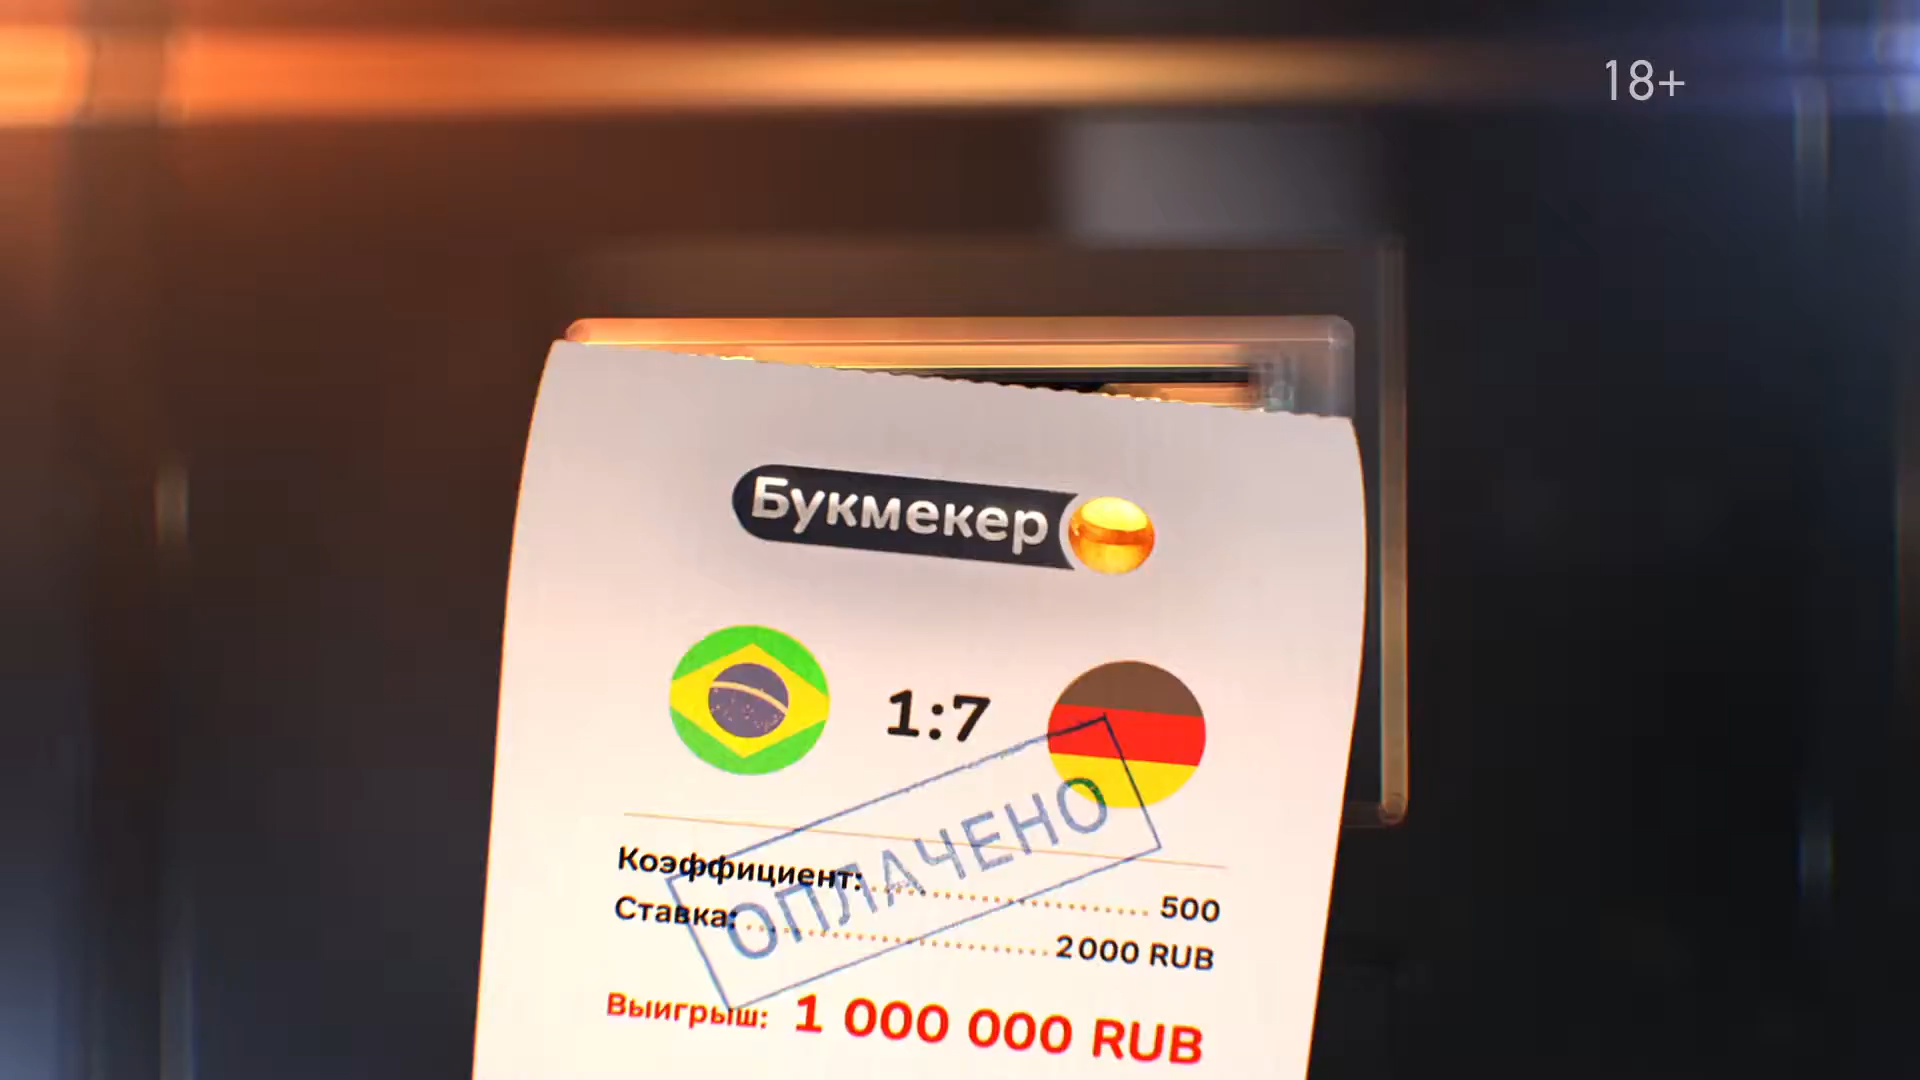 18+
Букмекер
1:7
ОПЛАЧЕНО
Коэффициент: 500
Ставка: 2000 RUB
Выигрыш: 1 000 000 RUB